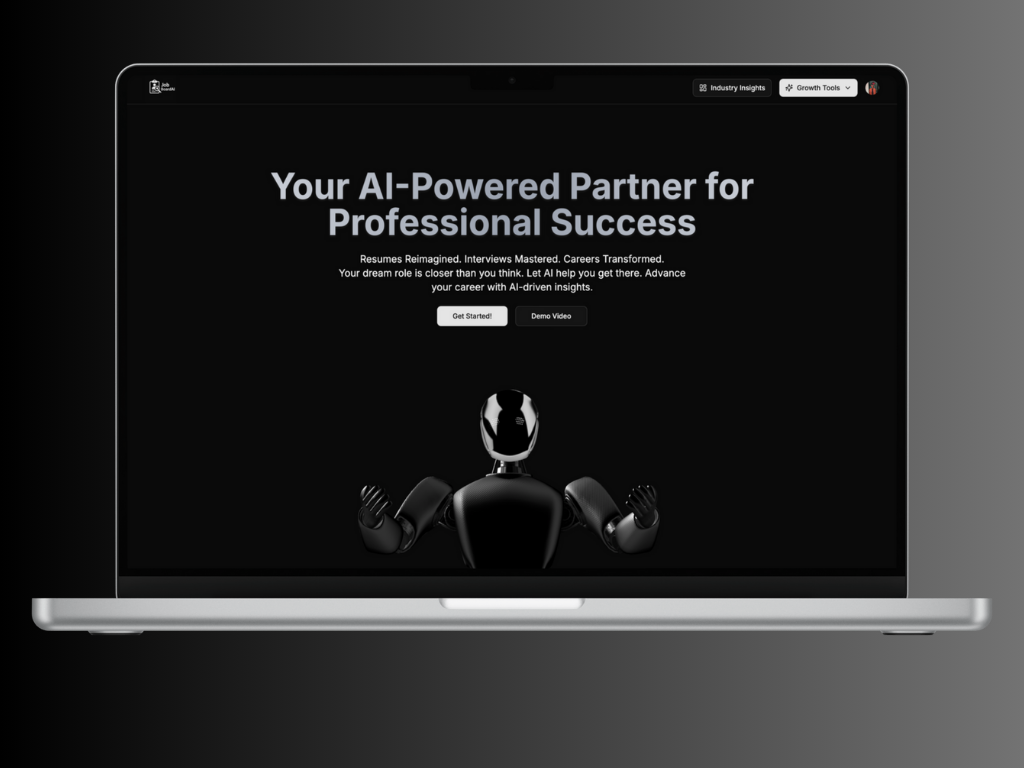 Job
BoardAI
Industry Insights
Growth Tools
Your AI-Powered Partner for
Professional Success
Resumes Reimagined. Interviews Mastered. Careers Transformed.
Your dream role is closer than you think. Let AI help you get there. Advance
your career with AI-driven insights.
Get Started!
Demo Video